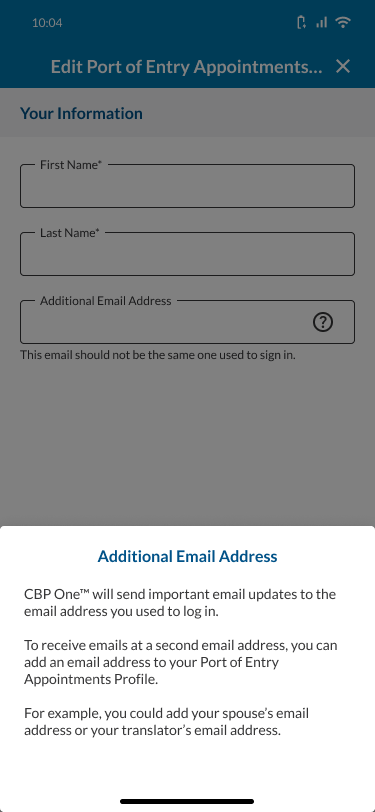 10:04
Edit Port of Entry Appointments...
Your Information
First Name*
Last Name*
Additional Email Address
This email should not be the same one used to sign in.
Additional Email Address
CBP One™ will send important email updates to the
email address you used to log in.
To receive emails at a second email address, you can
add an email address to your Port of Entry
Appointments Profile.
For example, you could add your spouse's email
address or your translator's email address.